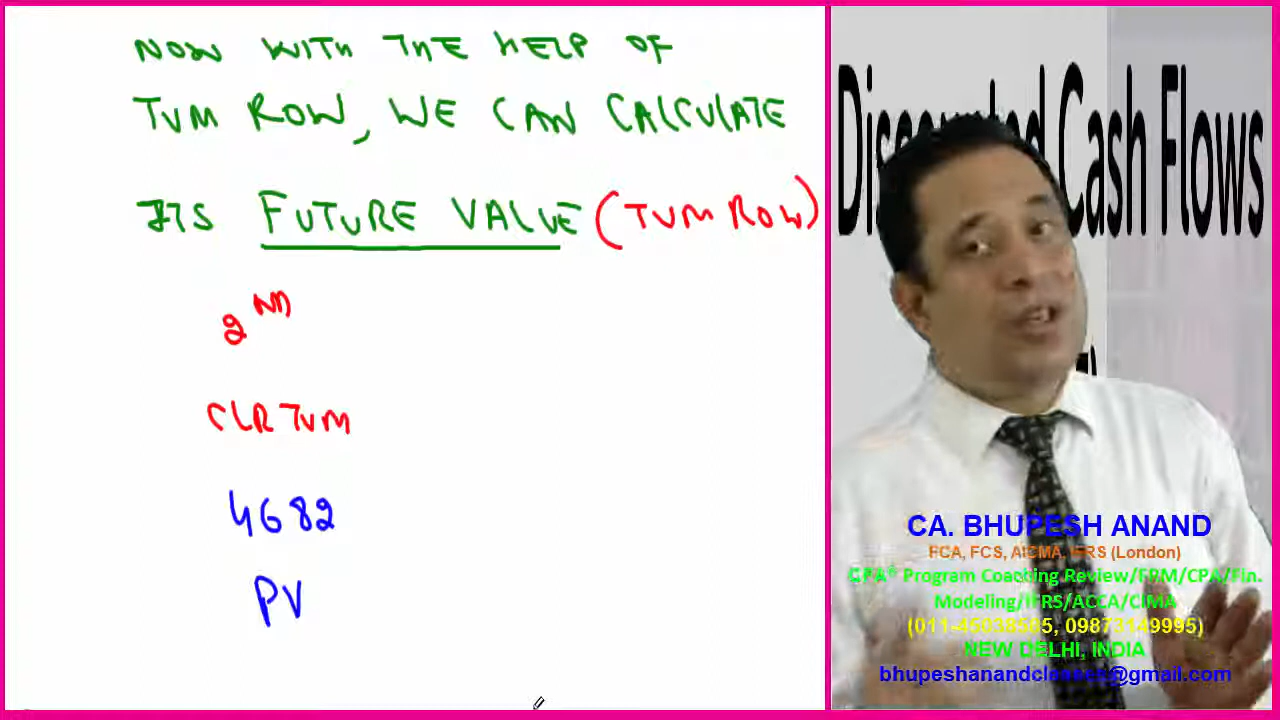 NOW WITH THE HELP OF
TVM ROW, WE CAN CALCULATE
ITS FUTURE VALUE (TVM ROW)
2ND
CLR TVM
4682
PV
Discounted Cash Flows
CA. BHUPESH ANAND
FCA, FCS, AICMA, IFRS (London)
CFA® Program Coaching Review/FRM/CPA/Fin.
Modeling/IFRS/ACCA/CIMA
(011-45038505, 09873149995)
NEW DELHI, INDIA
bhupeshanandclasses@gmail.com